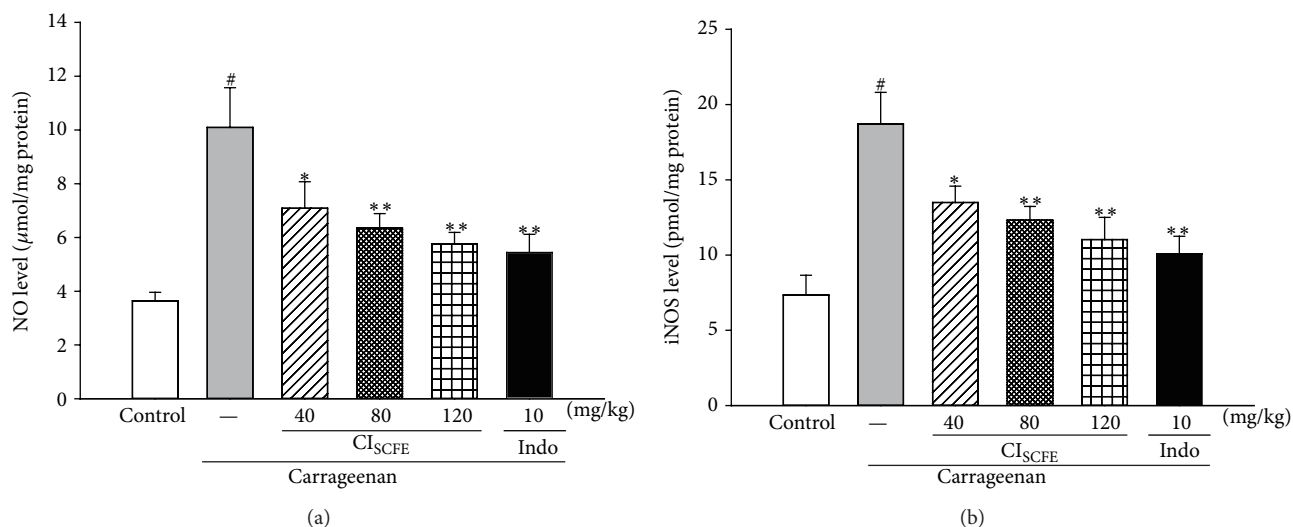 14
12
10
8
6
4
2
0
NO level (μmol/mg protein)
#
*
**
**
**
Control — 40 80 120 10 (mg/kg)
CI_SCFE Indo
Carrageenan
(a)
25
20
15
10
5
0
iNOS level (pmol/mg protein)
#
*
**
**
**
Control — 40 80 120 10 (mg/kg)
CI_SCFE Indo
Carrageenan
(b)